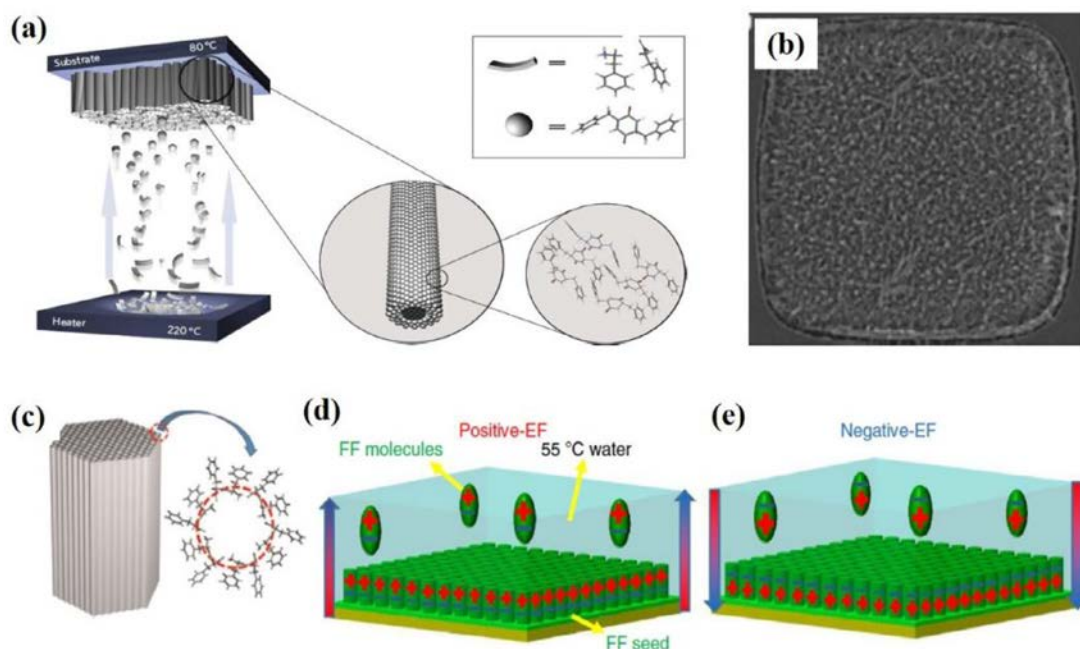 (a)
80 °C
Substrate
=
=
Heater
220 °C
(b)
(c)
(d)
Positive-EF
FF molecules
55 °C water
FF seed
(e)
Negative-EF